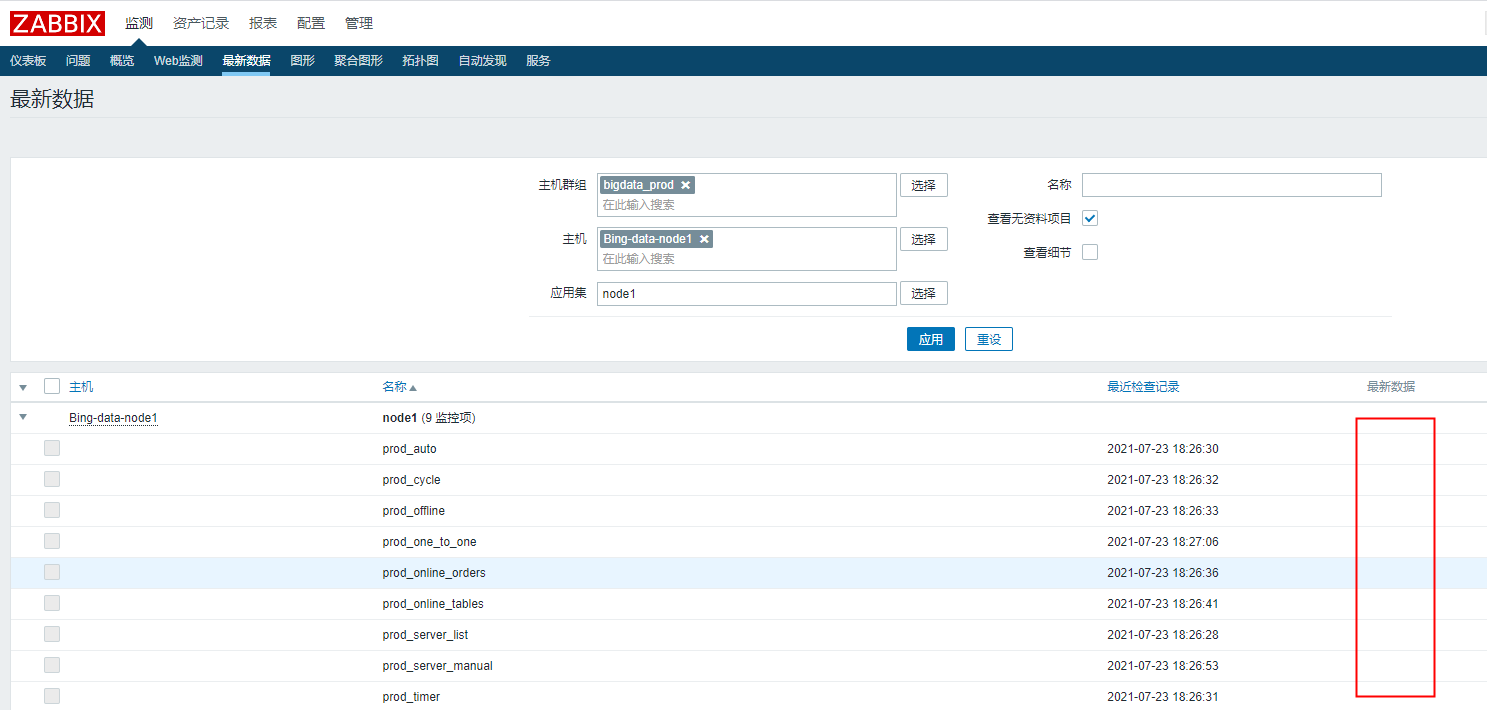 ZABBIX 监测 资产记录 报表 配置 管理
仪表板 问题 概览 Web监测 最新数据 图形 聚合图形 拓扑图 自动发现 服务
最新数据
主机群组 bigdata_prod 选择 名称
在此输入搜索
查看无资料项目
主机 Bing-data-node1 选择
在此输入搜索
查看细节
应用集 node1 选择
应用 重设
主机 名称 最近检查记录 最新数据
Bing-data-node1 node1 (9 监控项)
prod_auto 2021-07-23 18:26:30
prod_cycle 2021-07-23 18:26:32
prod_offline 2021-07-23 18:26:33
prod_one_to_one 2021-07-23 18:27:06
prod_online_orders 2021-07-23 18:26:36
prod_online_tables 2021-07-23 18:26:41
prod_server_list 2021-07-23 18:26:28
prod_server_manual 2021-07-23 18:26:53
prod_timer 2021-07-23 18:26:31